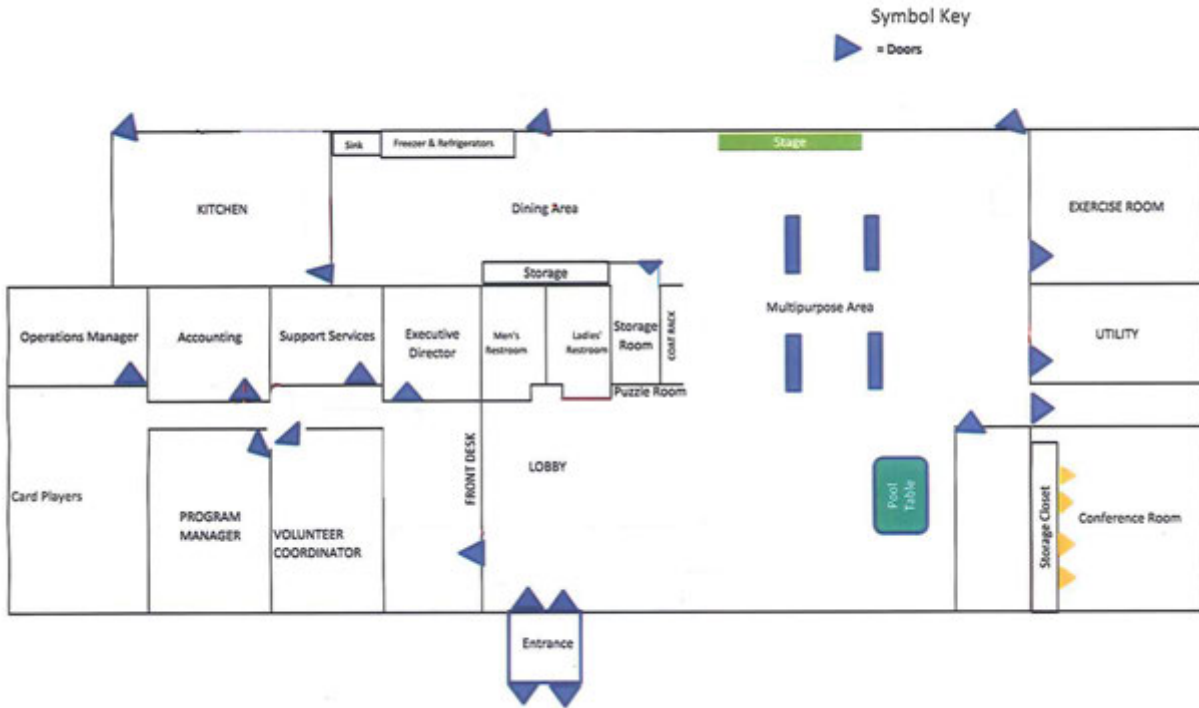 Symbol Key
= Doors
Sink
Freezer & Refrigerators
Stage
KITCHEN
Dining Area
EXERCISE ROOM
Storage
Multipurpose Area
Operations Manager
Accounting
Support Services
Executive
Director
Men's
Restroom
Ladies'
Restroom
Storage
Room
COAT RACK
UTILITY
Puzzle Room
Card Players
PROGRAM
MANAGER
VOLUNTEER
COORDINATOR
FRONT DESK
LOBBY
Pool
Table
Storage Closet
Conference Room
Entrance